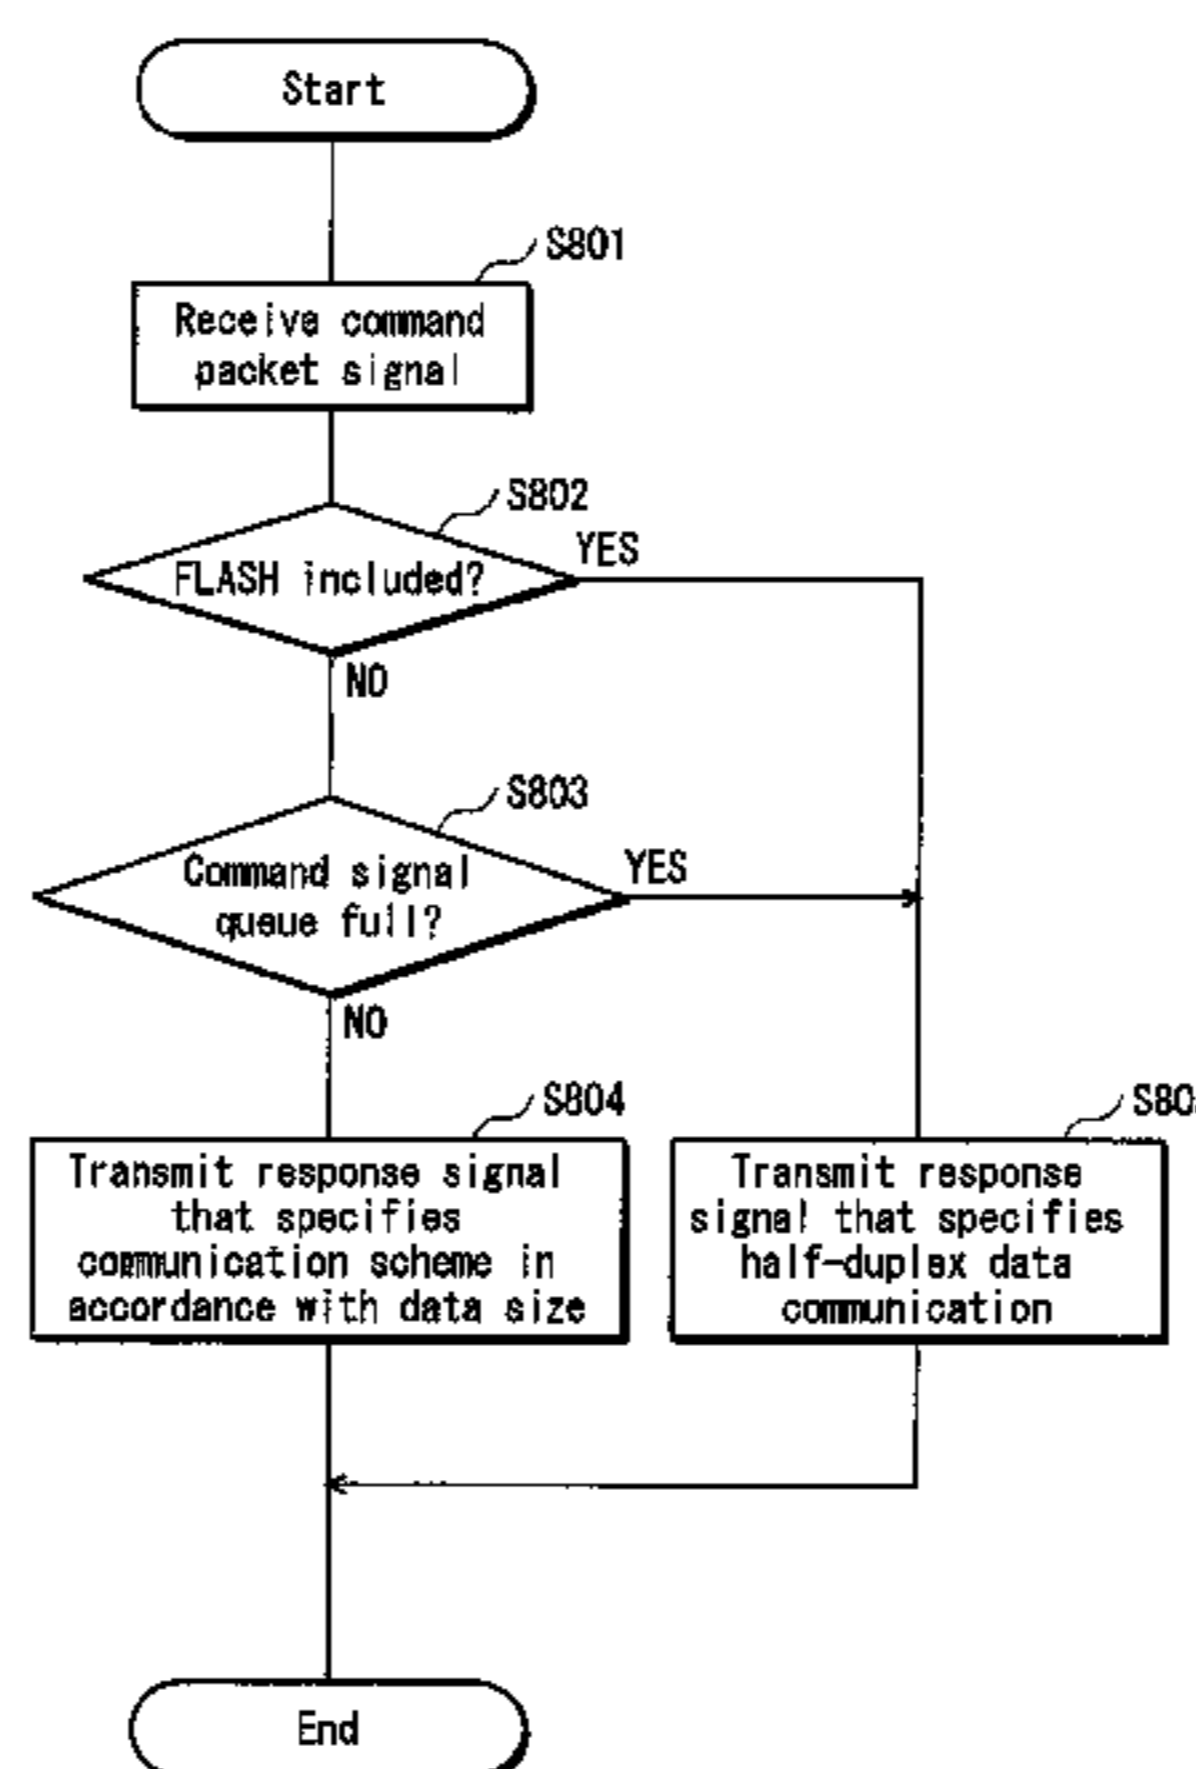 Start
S801
Receive command
packet signal
S802
FLASH included?
YES
NO
S803
Command signal
queue full?
YES
NO
S804
Transmit response signal
that specifies
communication scheme in
accordance with data size
Transmit response
signal that specifies
half-duplex data
communication
End